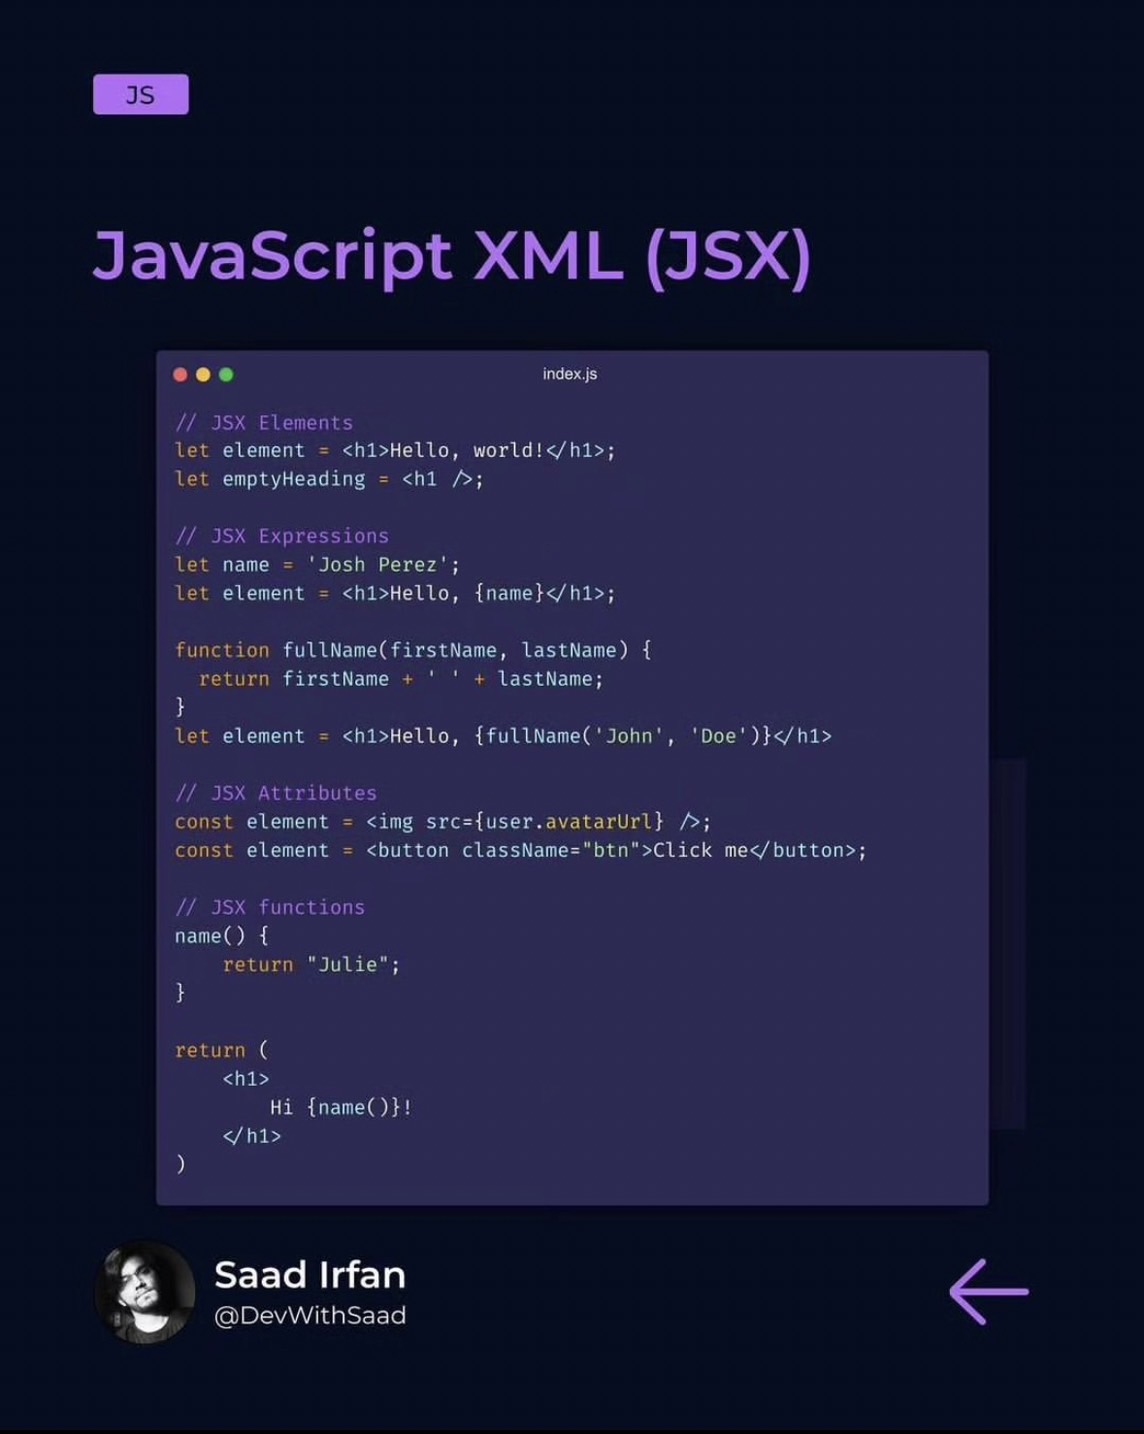 JS
JavaScript XML (JSX)
index.js
// JSX Elements
let element = <h1>Hello, world!</h1>;
let emptyHeading = <h1 />;
// JSX Expressions
let name = 'Josh Perez';
let element = <h1>Hello, {name}</h1>;
function fullName(firstName, lastName) {
  return firstName + ' ' + lastName;
}
let element = <h1>Hello, {fullName('John', 'Doe')}</h1>
// JSX Attributes
const element = <img src={user.avatarUrl} />;
const element = <button className="btn">Click me</button>;
// JSX functions
name() {
    return "Julie";
}
return (
    <h1>
        Hi {name()}!
    </h1>
)
Saad Irfan
@DevWithSaad